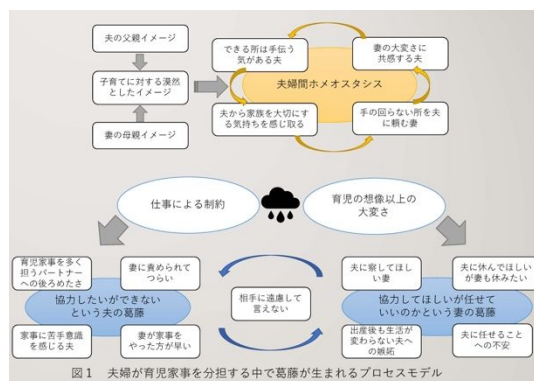 夫の父親イメージ
子育てに対する漠然
としたイメージ
妻の母親イメージ
できる所は手伝う
気がある夫
妻の大変さに
共感する夫
夫婦間ホメオスタシス
夫から家族を大切にす
る気持ちを感じ取る
手の回らない所を夫
に頼む妻
仕事による制約
育児の想像以上の
大変さ
育児家事を多く
担うパートナー
への後ろめたさ
妻に責められて
つらい
協力したいができない
という夫の葛藤
家事に苦手意識
を感じる夫
妻が家事を
やった方が早い
相手に遠慮して
言えない
夫に察してほし
い妻
夫に休んでほしい
が妻も休みたい
協力してほしいが任せて
いいのかという妻の葛藤
出産後も生活が
変わらない夫へ
の嫉妬
夫に任せること
への不安
図1 夫婦が育児家事を分担する中で葛藤が生まれるプロセスモデル